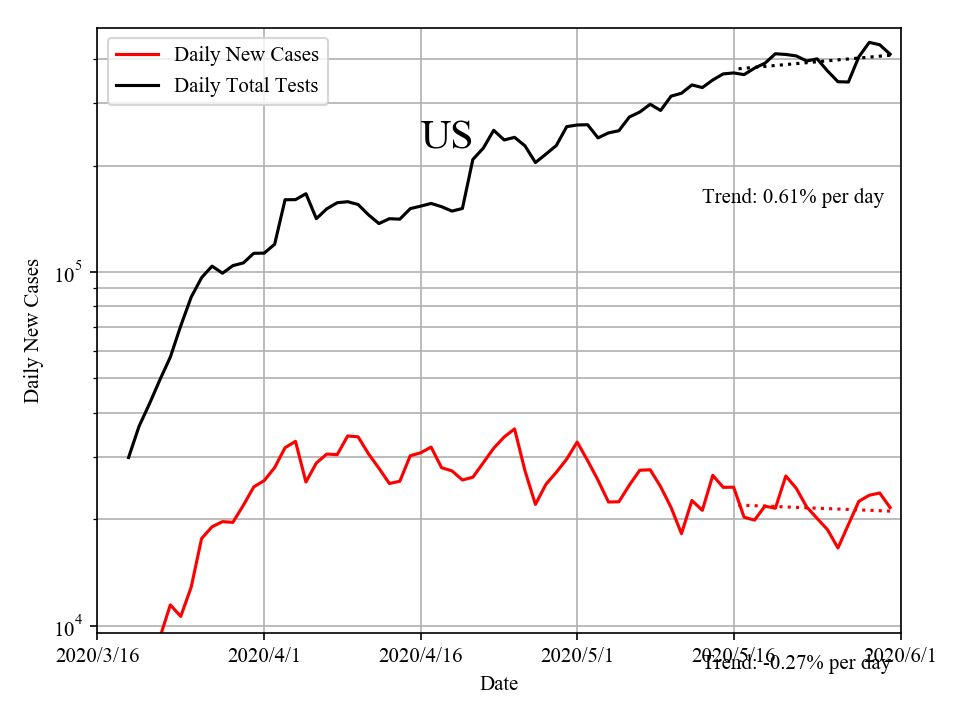 Daily New Cases
Daily Total Tests
US
Trend: 0.61% per day
Daily New Cases
10^5
10^4
2020/3/16 2020/4/1 2020/4/16 2020/5/1 2020/5/16 2020/6/1
Trend: -0.27% per day
Date